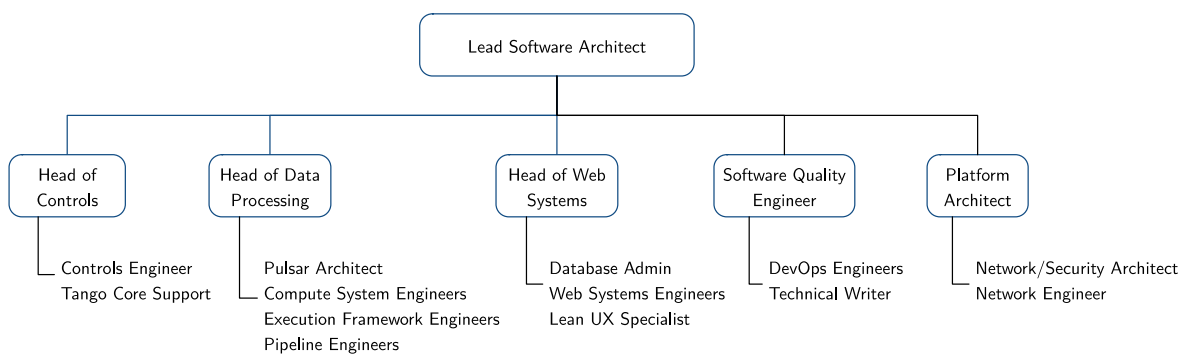 Lead Software Architect
Head of
Controls
Head of Data
Processing
Head of Web
Systems
Software Quality
Engineer
Platform
Architect
Controls Engineer
Tango Core Support
Pulsar Architect
Compute System Engineers
Execution Framework Engineers
Pipeline Engineers
Database Admin
Web Systems Engineers
Lean UX Specialist
DevOps Engineers
Technical Writer
Network/Security Architect
Network Engineer